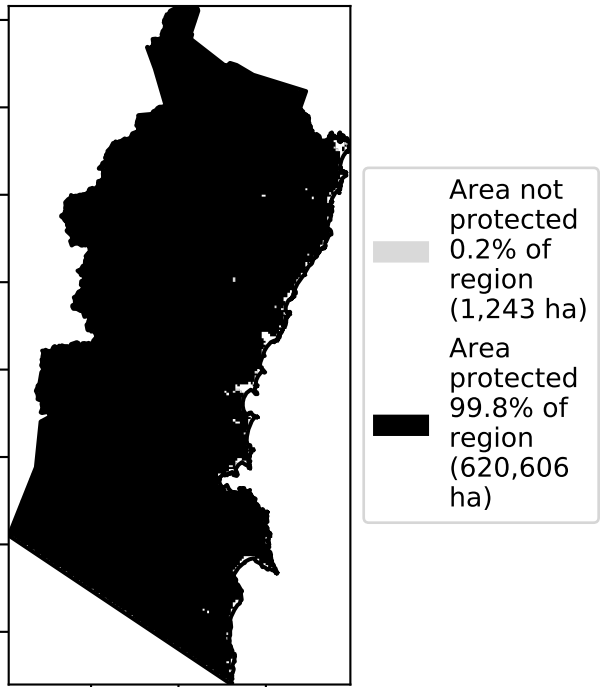 Area not
protected
0.2% of
region
(1,243 ha)
Area
protected
99.8% of
region
(620,606
ha)